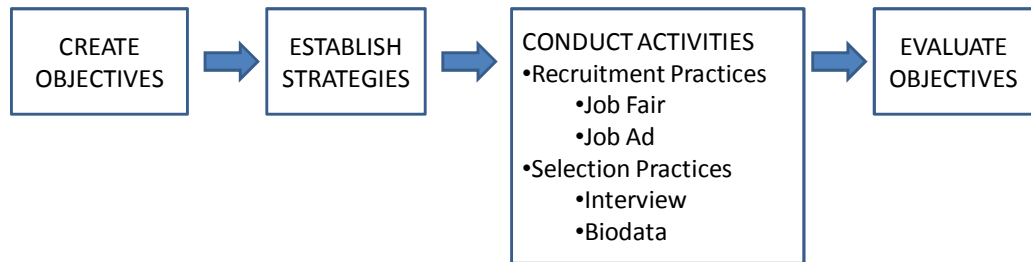 CREATE
OBJECTIVES
ESTABLISH
STRATEGIES
CONDUCT ACTIVITIES
•Recruitment Practices
•Job Fair
•Job Ad
•Selection Practices
•Interview
•Biodata
EVALUATE
OBJECTIVES